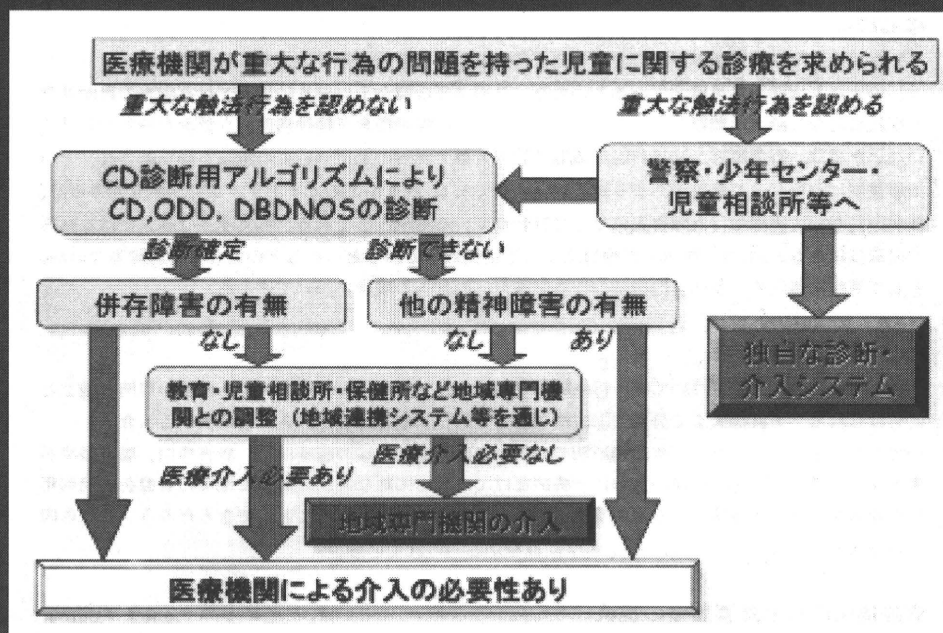 医療機関が重大な行為の問題を持った児童に関する診療を求められる
重大な触法行為を認めない
重大な触法行為を認める
CD診断用アルゴリズムにより
CD,ODD, DBDNOSの診断
警察・少年センター・
児童相談所等へ
診断確定
診断できない
併存障害の有無
他の精神障害の有無
なし
なし
あり
独自な診断・
介入システム
教育・児童相談所・保健所など地域専門機
関との調整（地域連携システム等を通じ）
医療介入必要あり
医療介入必要なし
地域専門機関の介入
医療機関による介入の必要性あり